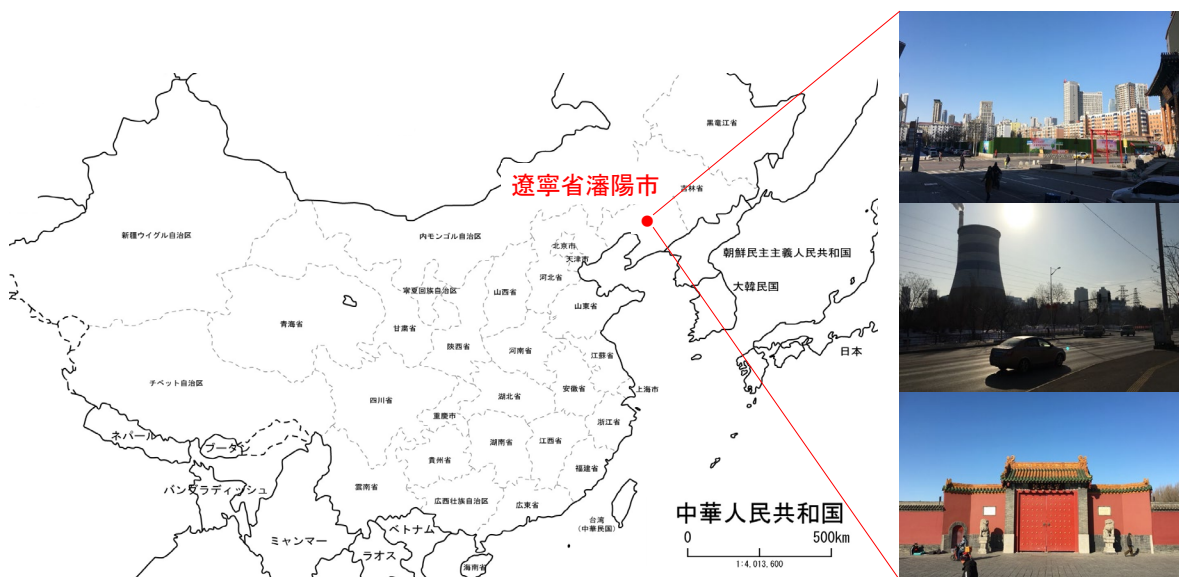 黒竜江省
遼寧省瀋陽市
吉林省
新疆ウイグル自治区
内モンゴル自治区
北京市
天津市
朝鮮民主主義人民共和国
河北省
大韓民国
寧夏回族自治区
山西省
山東省
青海省
甘粛省
陝西省
河南省
江蘇省
日本
チベット自治区
安徽省
上海市
四川省
湖北省
重慶市
浙江省
ネパール
ブータン
湖南省
江西省
貴州省
福建省
バングラディッシュ
雲南省
広西壮族自治区
広東省
中華人民共和国
台湾
(中華民国)
ベトナム
ミャンマー
ラオス
海南省
0
500km
1:4,013,600